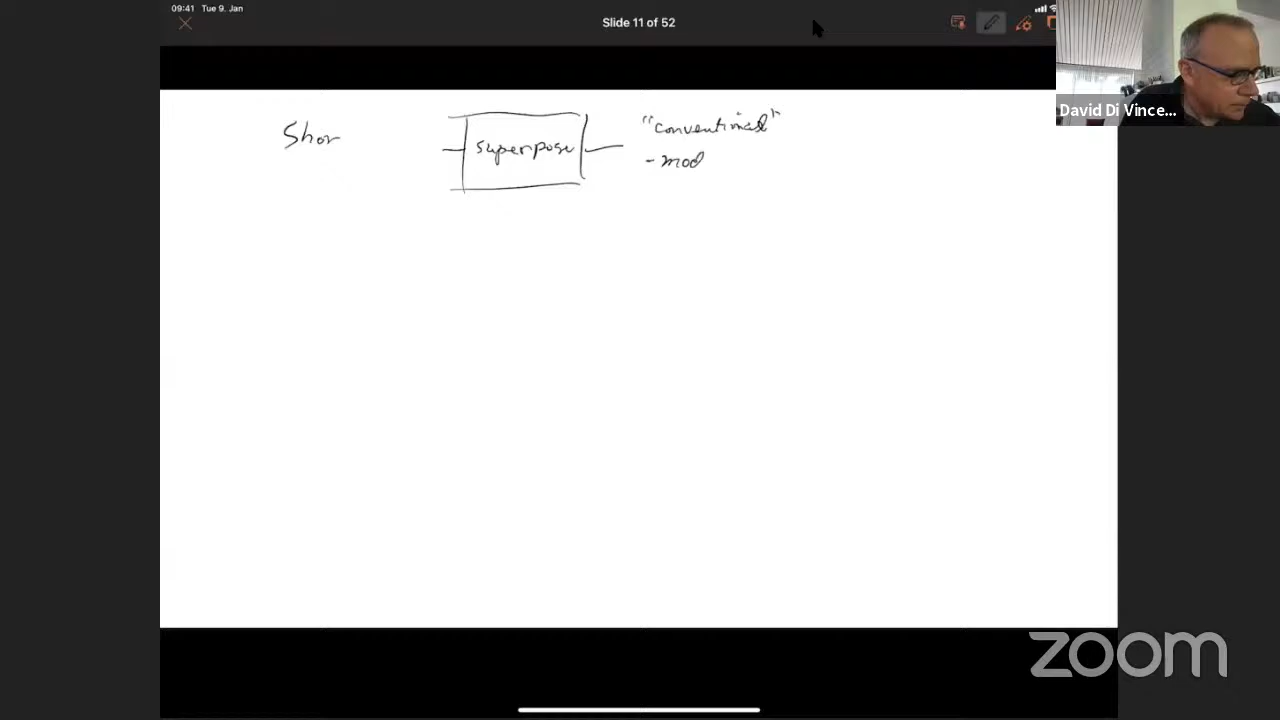 09:41 Tue 9. Jan
Slide 11 of 52
David Di Vince...
Shor
superpose
"conventional"
- mod
zoom